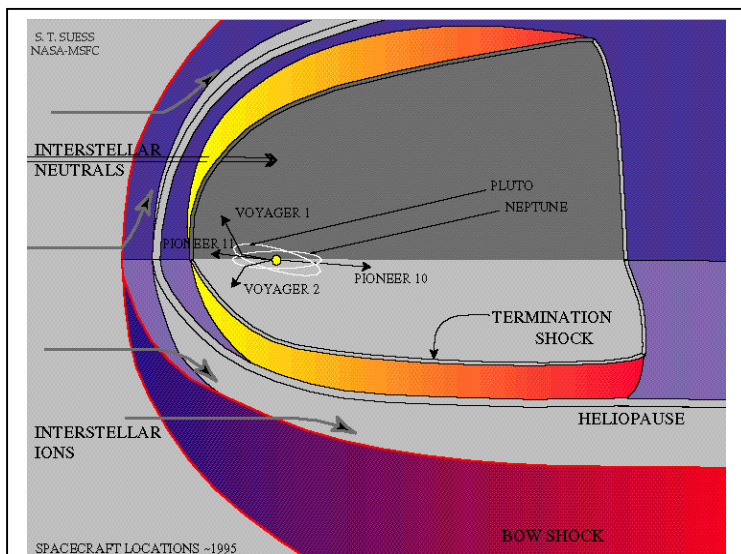 S. T. SUESS
NASA-MSFC
INTERSTELLAR
NEUTRALS
PLUTO
NEPTUNE
VOYAGER 1
PIONEER 11
VOYAGER 2
PIONEER 10
TERMINATION
SHOCK
HELIOPAUSE
INTERSTELLAR
IONS
BOW SHOCK
SPACECRAFT LOCATIONS ~1995